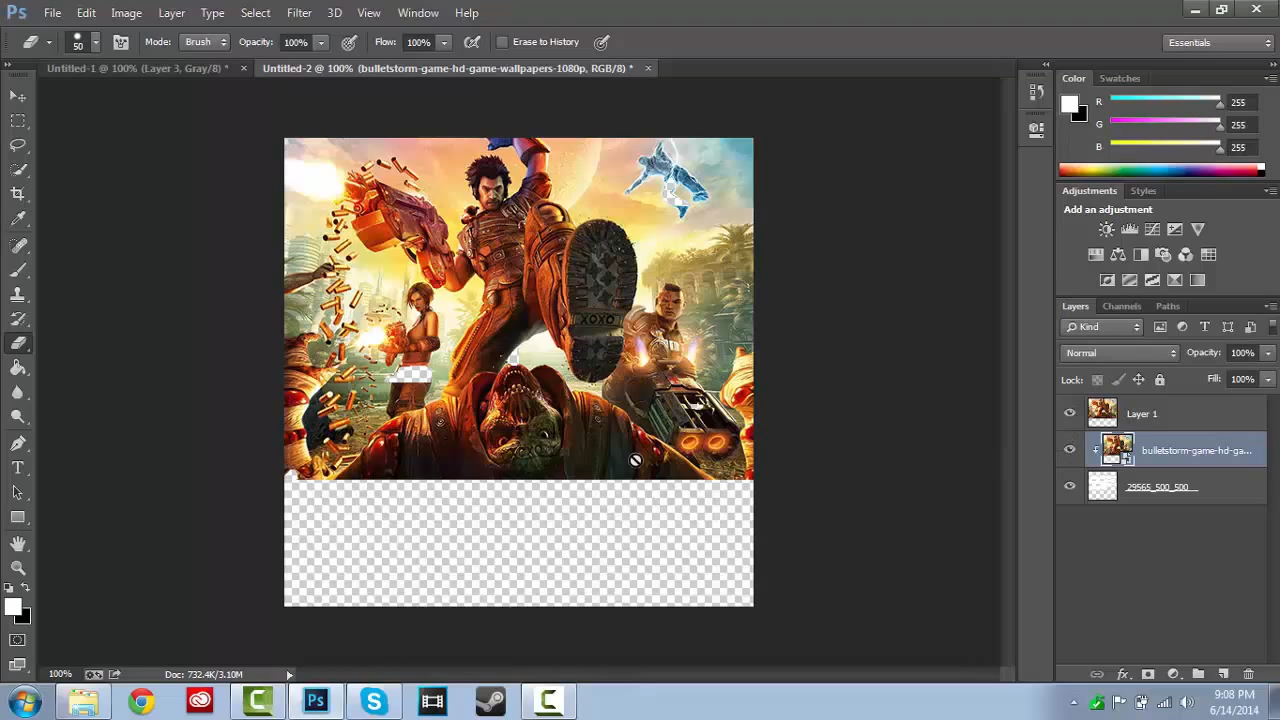 Ps File Edit Image Layer Type Select Filter 3D View Window Help
50 Mode: Brush Opacity: 100% Flow: 100% Erase to History Essentials
Untitled-1 @ 100% (Layer 3, Gray/8) * × Untitled-2 @ 100% (bulletstorm-game-hd-game-wallpapers-1080p, RGB/8) * ×
Color Swatches
R 255
G 255
B 255
Adjustments Styles
Add an adjustment
Layers Channels Paths
Kind
Normal Opacity: 100%
Lock: Fill: 100%
Layer 1
bulletstorm-game-hd-ga...
29565_500_500
XOXO
100% Doc: 732.4K/3.10M
Ps
9:08 PM
6/14/2014